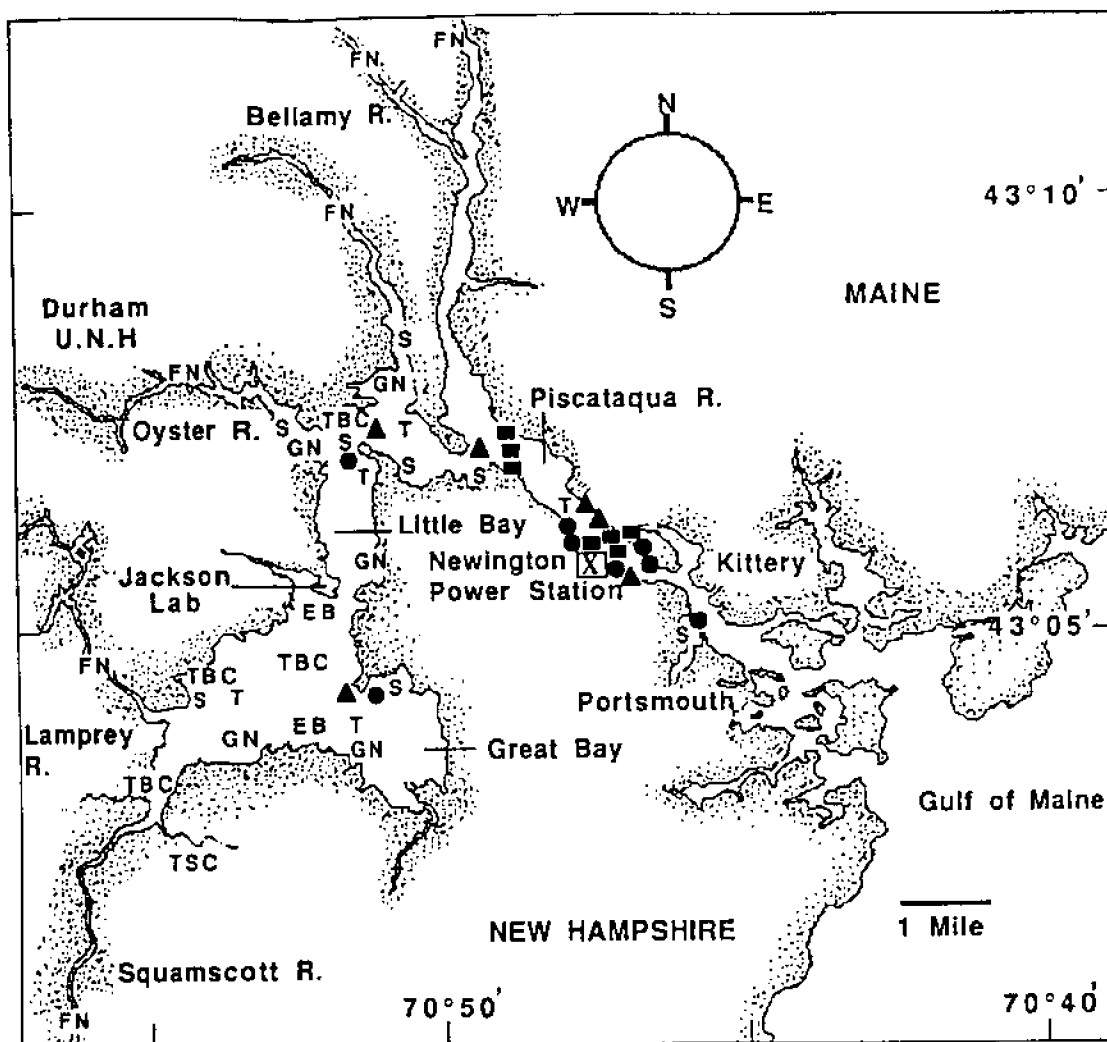 FN
FN
Bellamy R.
N
W
E
S
43°10'
FN
MAINE
Durham
U.N.H
S
FN
GN
Piscataqua R.
Oyster R.
S
TBC
T
GN
S
S
S
T
T
Little Bay
Newington
Power Station
X
Kittery
GN
Jackson
Lab
EB
43°05'
S
FN
TBC
TBC
S
T
S
Portsmouth
Lamprey
R.
GN
EB
T
GN
Great Bay
TBC
Gulf of Maine
TSC
1 Mile
NEW HAMPSHIRE
Squamscott R.
70°50'
70°40'
FN